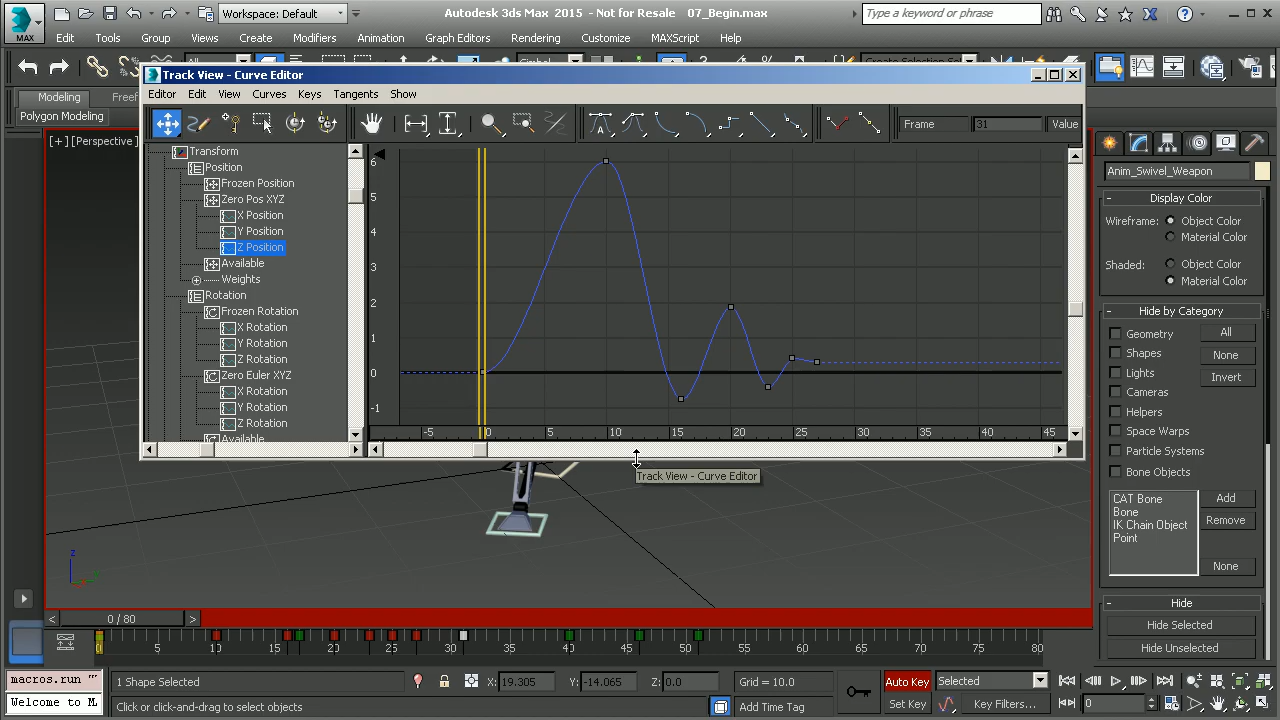 Workspace: Default
Autodesk 3ds Max 2015 - Not for Resale 07_Begin.max
Type a keyword or phrase
MAX
Edit Tools Group Views Create Modifiers Animation Graph Editors Rendering Customize MAXScript Help
Track View - Curve Editor
Modeling Freef
Polygon Modeling
Editor Edit View Curves Keys Tangents Show
Frame 31 Value
[+][Perspective]
Transform
Position
Frozen Position
Zero Pos XYZ
X Position
Y Position
Z Position
Available
Weights
Rotation
Frozen Rotation
X Rotation
Y Rotation
Z Rotation
Zero Euler XYZ
X Rotation
Y Rotation
Z Rotation
Available
6
5
4
3
2
1
0
-1
-5 0 5 10 15 20 25 30 35 40 45
Track View - Curve Editor
Anim_Swivel_Weapon
Display Color
Wireframe: Object Color
Material Color
Shaded: Object Color
Material Color
Hide by Category
Geometry All
Shapes None
Lights Invert
Cameras
Helpers
Space Warps
Particle Systems
Bone Objects
CAT Bone
Bone
IK Chain Object
Point
Add
Remove
None
Hide
Hide Selected
Hide Unselected
z
0 / 80
0 5 10 15 20 25 30 35 40 45 50 55 60 65 70 75 80
macros.run "
Welcome to M
1 Shape Selected
X: 19.305 Y: -14.065 Z: 0.0 Grid = 10.0
Auto Key Selected
Click or click-and-drag to select objects
Add Time Tag
Set Key Key Filters... 0